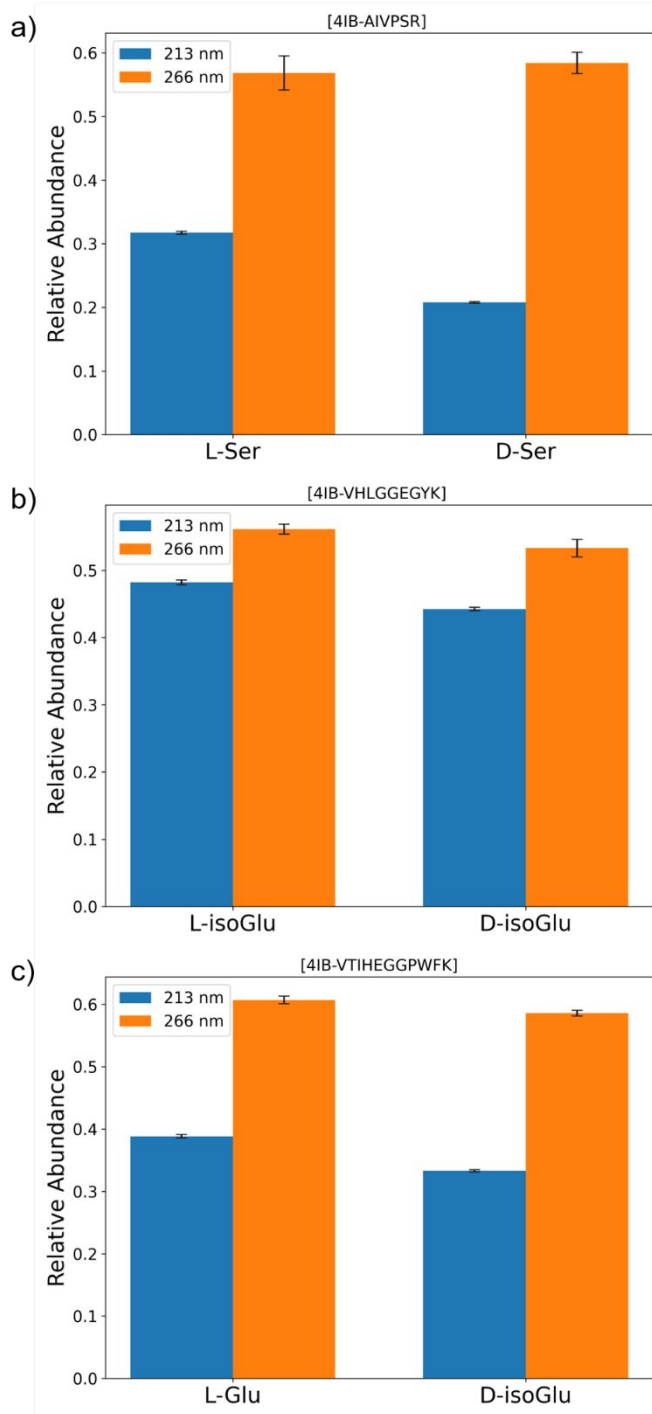 a)
[4IB-AIVPSR]
213 nm
266 nm
Relative Abundance
0.6
0.5
0.4
0.3
0.2
0.1
0.0
L-Ser D-Ser
b)
[4IB-VHLGGEGYK]
213 nm
266 nm
Relative Abundance
0.5
0.4
0.3
0.2
0.1
0.0
L-isoGlu D-isoGlu
c)
[4IB-VTIHEGGPWFK]
213 nm
266 nm
Relative Abundance
0.6
0.5
0.4
0.3
0.2
0.1
0.0
L-Glu D-isoGlu